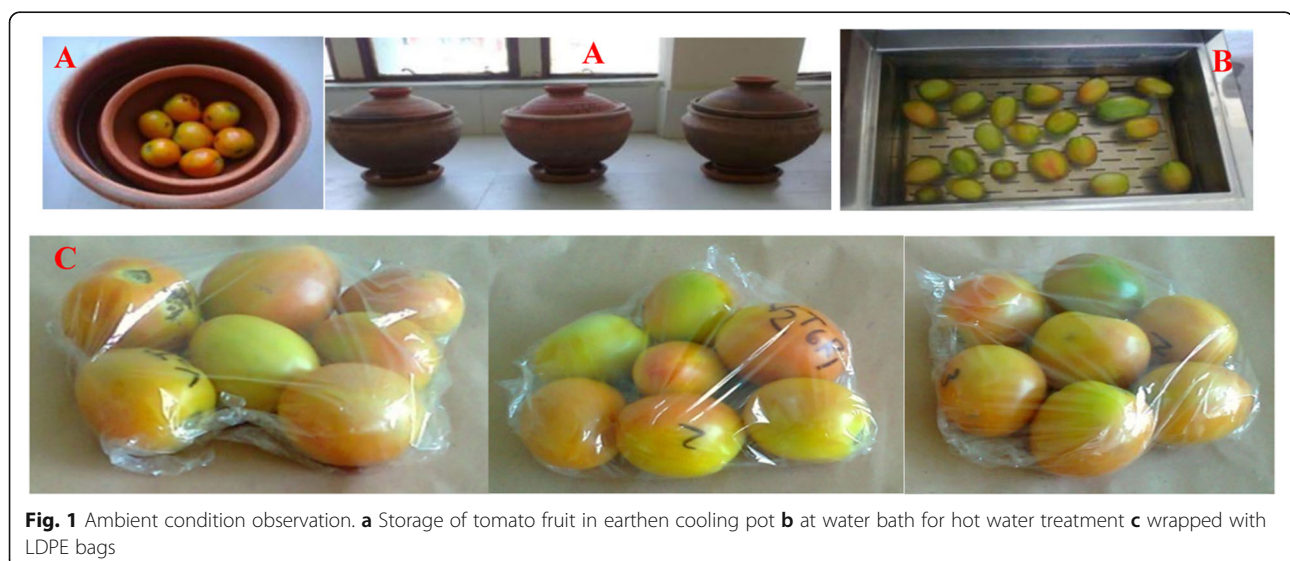 A
A
B
C
Fig. 1 Ambient condition observation. a Storage of tomato fruit in earthen cooling pot b at water bath for hot water treatment c wrapped with
LDPE bags